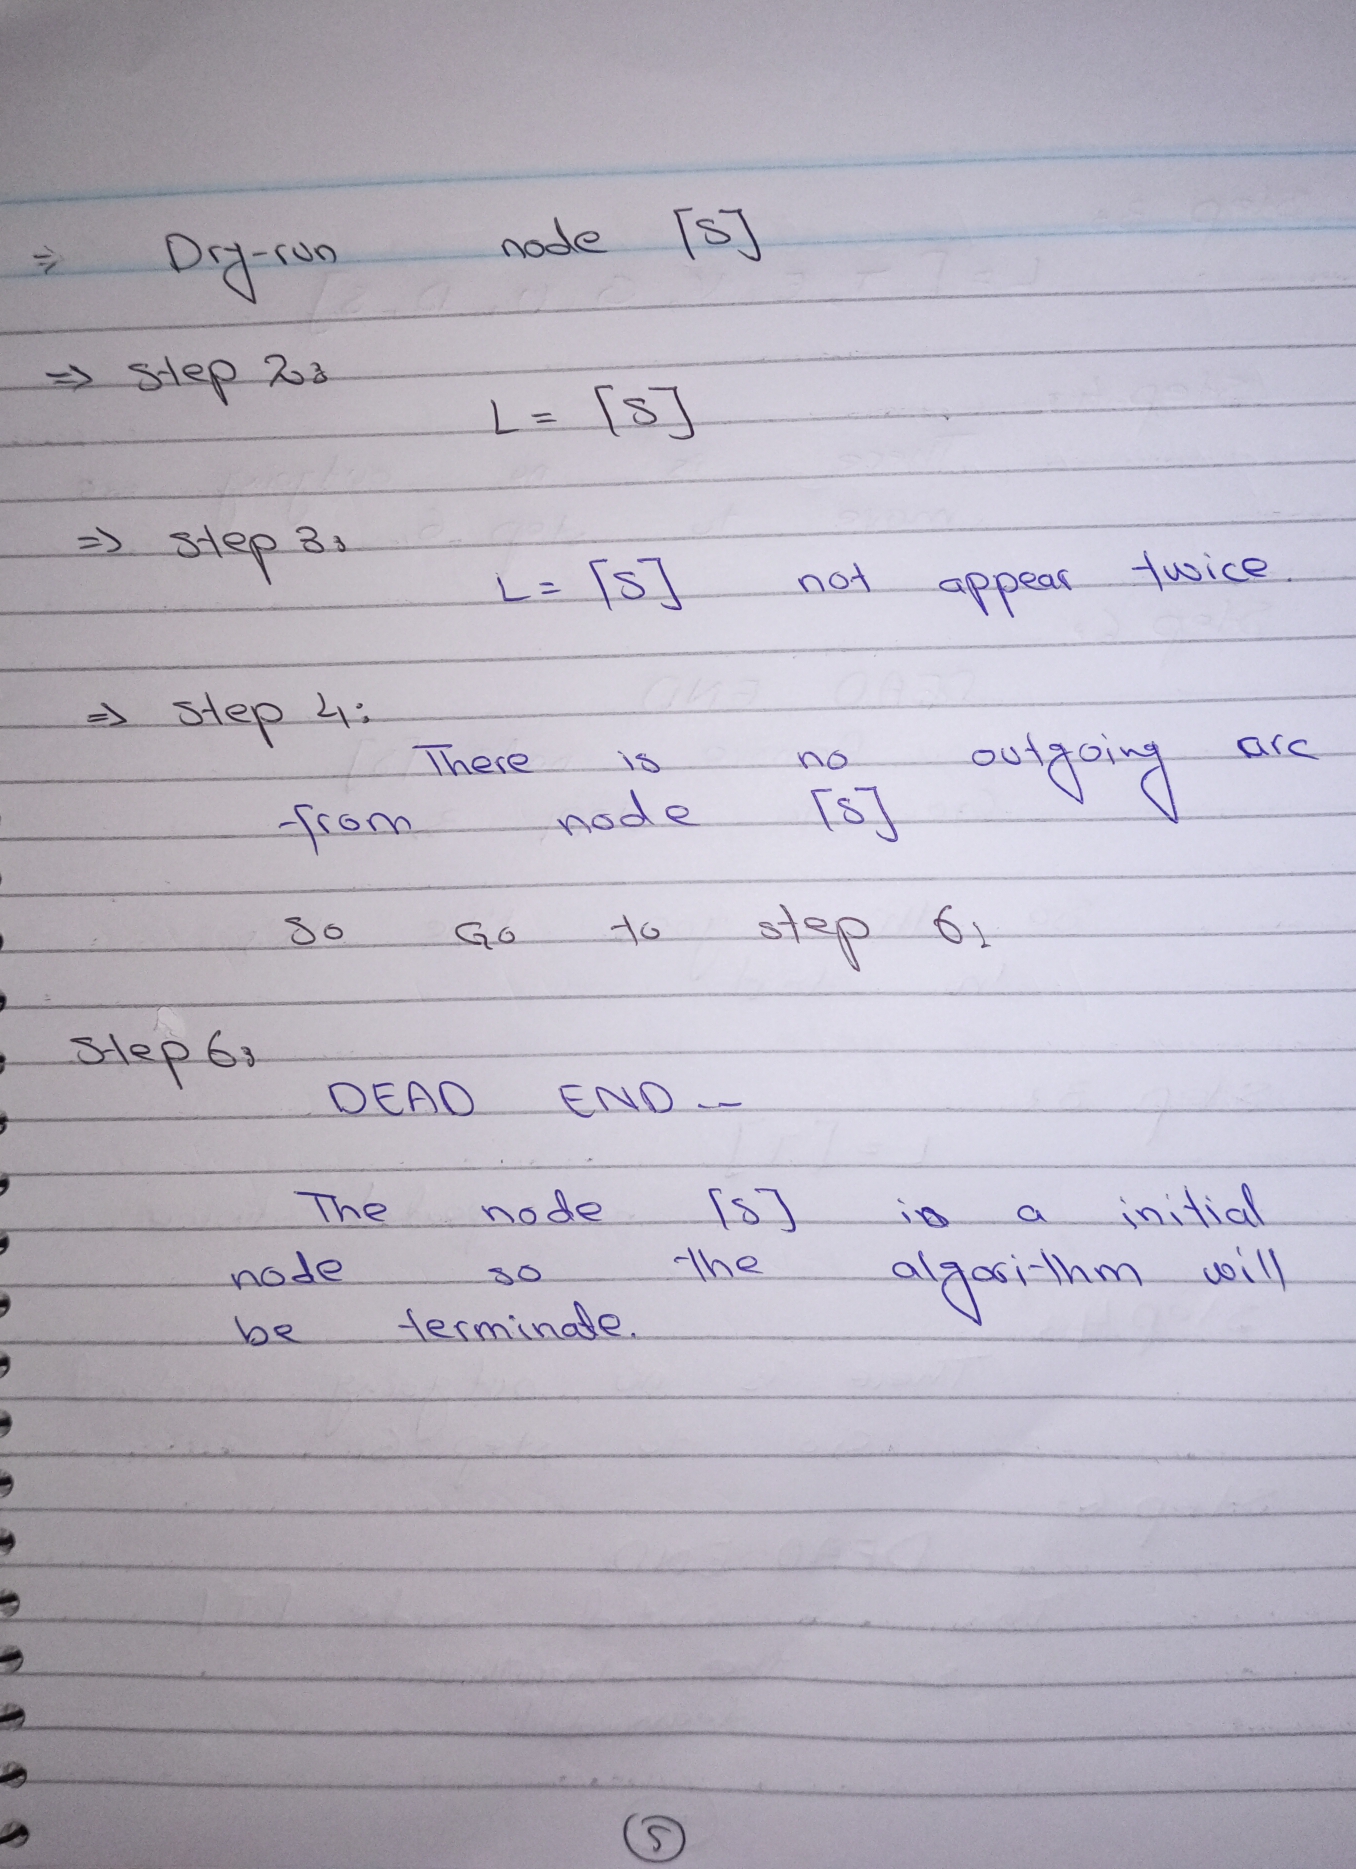 ⇒ Dry-run node [S]
⇒ step 2:
L = [S]
⇒ step 3:
L = [S] not appear twice.
⇒ step 4:
There is no outgoing arc
from node [S]
so Go to step 6:
Step 6:
DEAD END --
The node [S] is a initial
node so the algorithm will
be terminate.
5